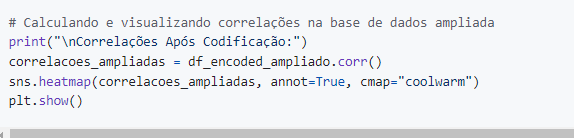 # Calculando e visualizando correlações na base de dados ampliada
print("\nCorrelações Após Codificação:")
correlacoes_ampliadas = df_encoded_ampliado.corr()
sns.heatmap(correlacoes_ampliadas, annot=True, cmap="coolwarm")
plt.show()